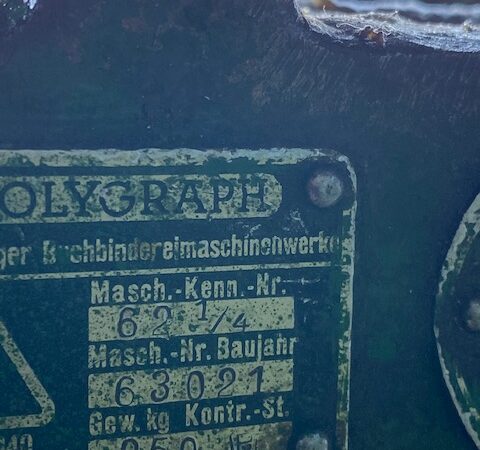 OLYGRAPH
ger Buchbindereimaschinenwerke
Masch.-Kenn.-Nr.
62 1/4
Masch.-Nr. Baujahr
63021
Gew. kg Kontr.-St.